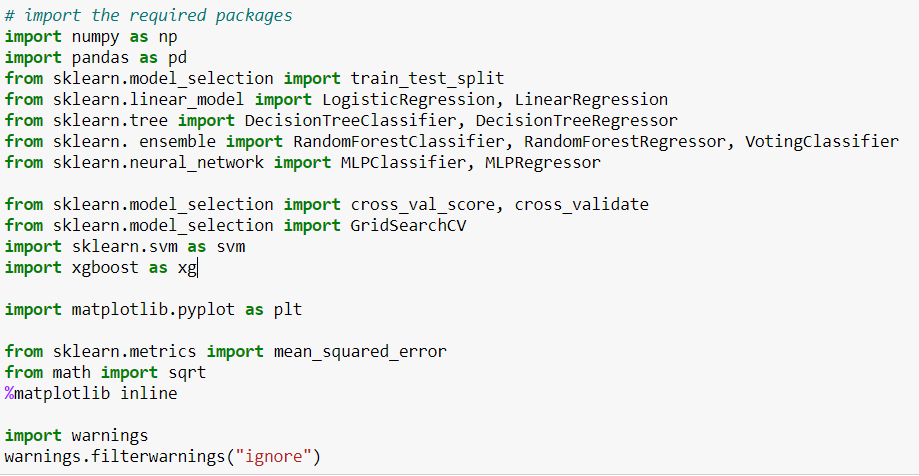 # import the required packages
import numpy as np
import pandas as pd
from sklearn.model_selection import train_test_split
from sklearn.linear_model import LogisticRegression, LinearRegression
from sklearn.tree import DecisionTreeClassifier, DecisionTreeRegressor
from sklearn. ensemble import RandomForestClassifier, RandomForestRegressor, VotingClassifier
from sklearn.neural_network import MLPClassifier, MLPRegressor
from sklearn.model_selection import cross_val_score, cross_validate
from sklearn.model_selection import GridSearchCV
import sklearn.svm as svm
import xgboost as xg
import matplotlib.pyplot as plt
from sklearn.metrics import mean_squared_error
from math import sqrt
%matplotlib inline
import warnings
warnings.filterwarnings("ignore")